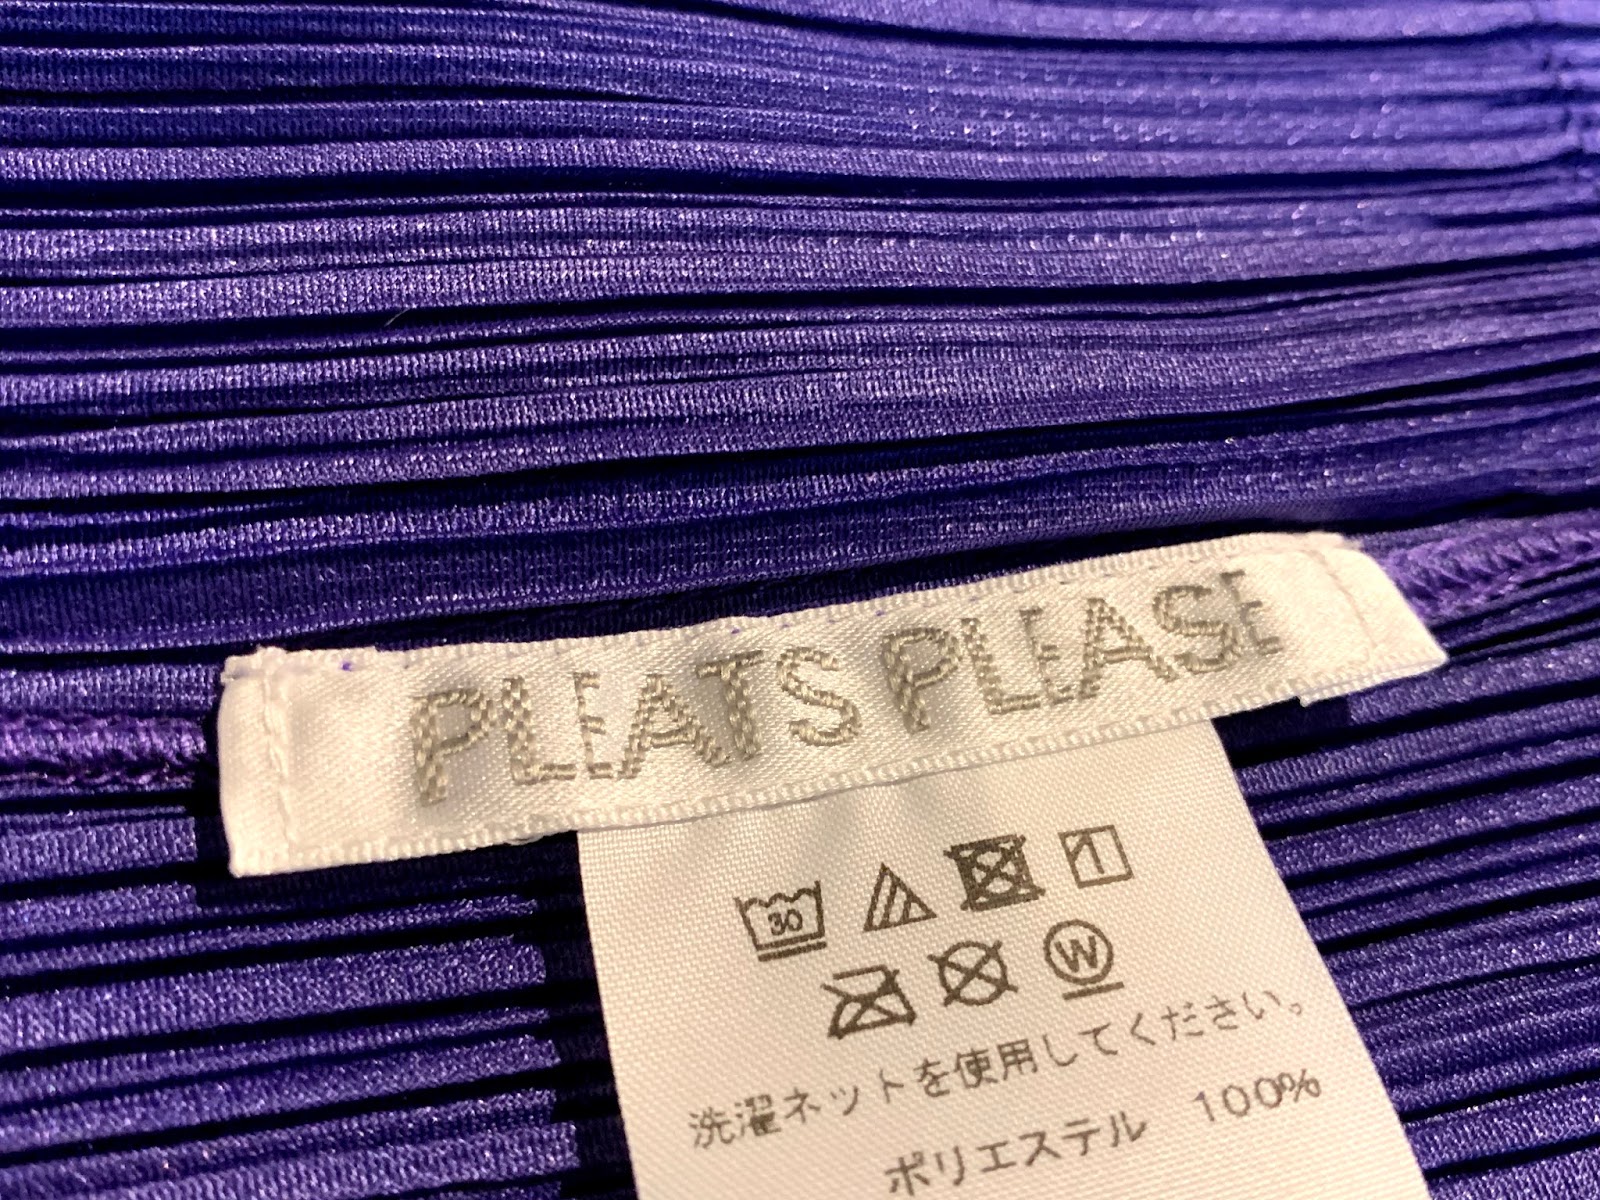 PLEATS PLEASE
30
1
W
洗濯ネットを使用してください。
ポリエステル 100%